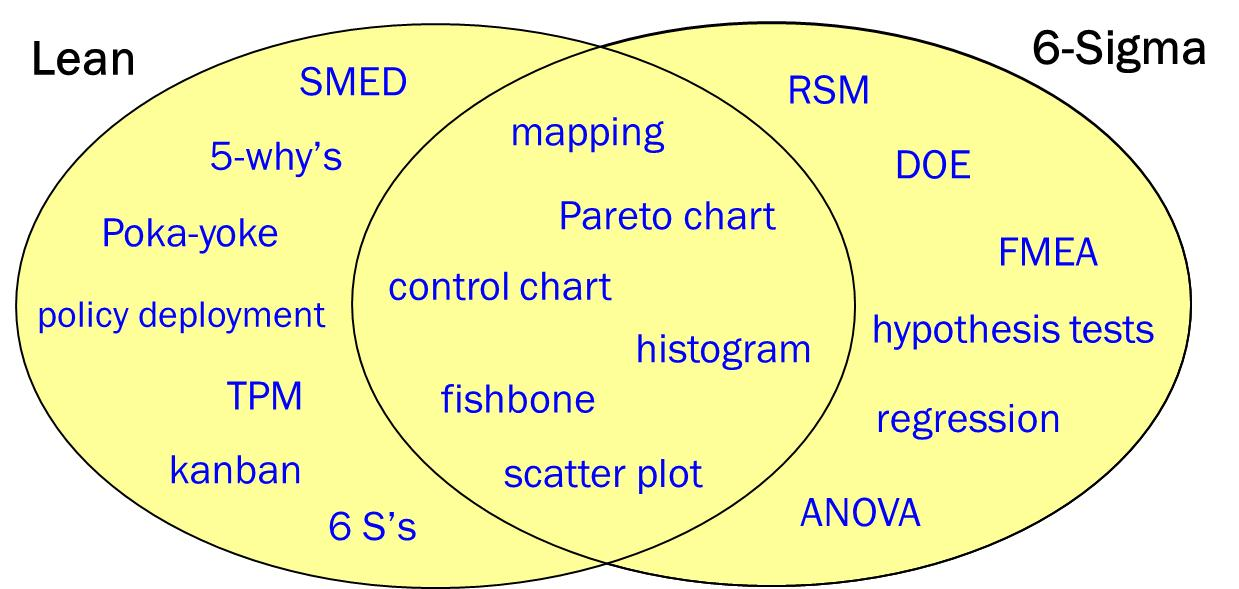 Lean
6-Sigma
SMED
5-why’s
Poka-yoke
policy deployment
TPM
kanban
6 S’s
mapping
Pareto chart
control chart
histogram
fishbone
scatter plot
RSM
DOE
FMEA
hypothesis tests
regression
ANOVA